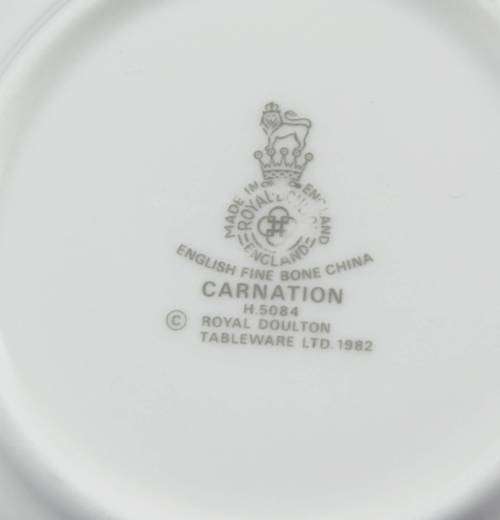 MADE IN ENGLAND
ROYAL DOULTON
ENGLAND
ENGLISH FINE BONE CHINA
CARNATION
H.5084
© ROYAL DOULTON
TABLEWARE LTD. 1982